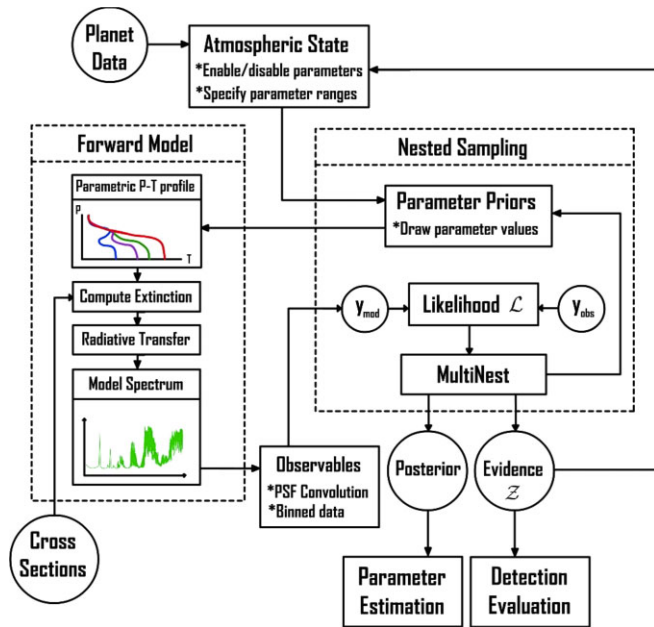 Planet
Data
Atmospheric State
*Enable/disable parameters
*Specify parameter ranges
Forward Model
Parametric P-T profile
P
T
Compute Extinction
Radiative Transfer
Model Spectrum
Cross
Sections
Observables
*PSF Convolution
*Binned data
Nested Sampling
Parameter Priors
*Draw parameter values
y mod
Likelihood ℒ
y obs
MultiNest
Posterior
Evidence
𝒵
Parameter
Estimation
Detection
Evaluation